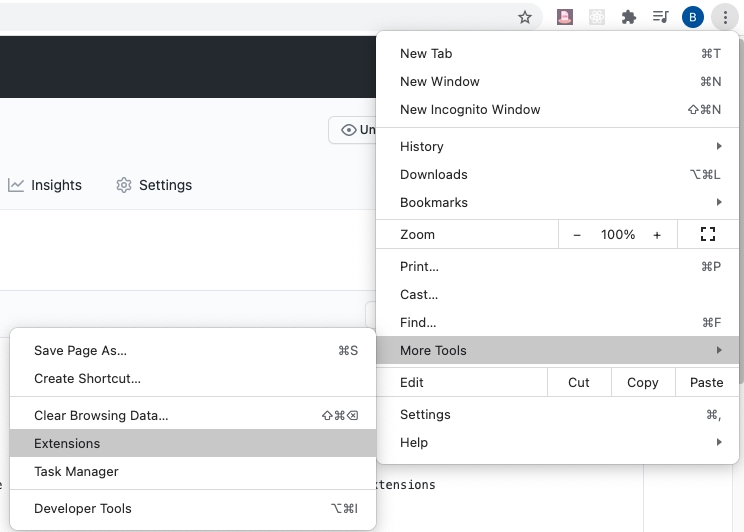 B
New Tab ⌘T
New Window ⌘N
New Incognito Window ⇧⌘N
Un
History
Downloads ⌥⌘L
Insights
Settings
Bookmarks
Zoom − 100% +
Print... ⌘P
Cast...
Find... ⌘F
More Tools
Edit Cut Copy Paste
Settings ⌘,
Help
Save Page As... ⌘S
Create Shortcut...
Clear Browsing Data... ⇧⌘⌫
Extensions
Task Manager
Developer Tools ⌥⌘I
e
xtensions